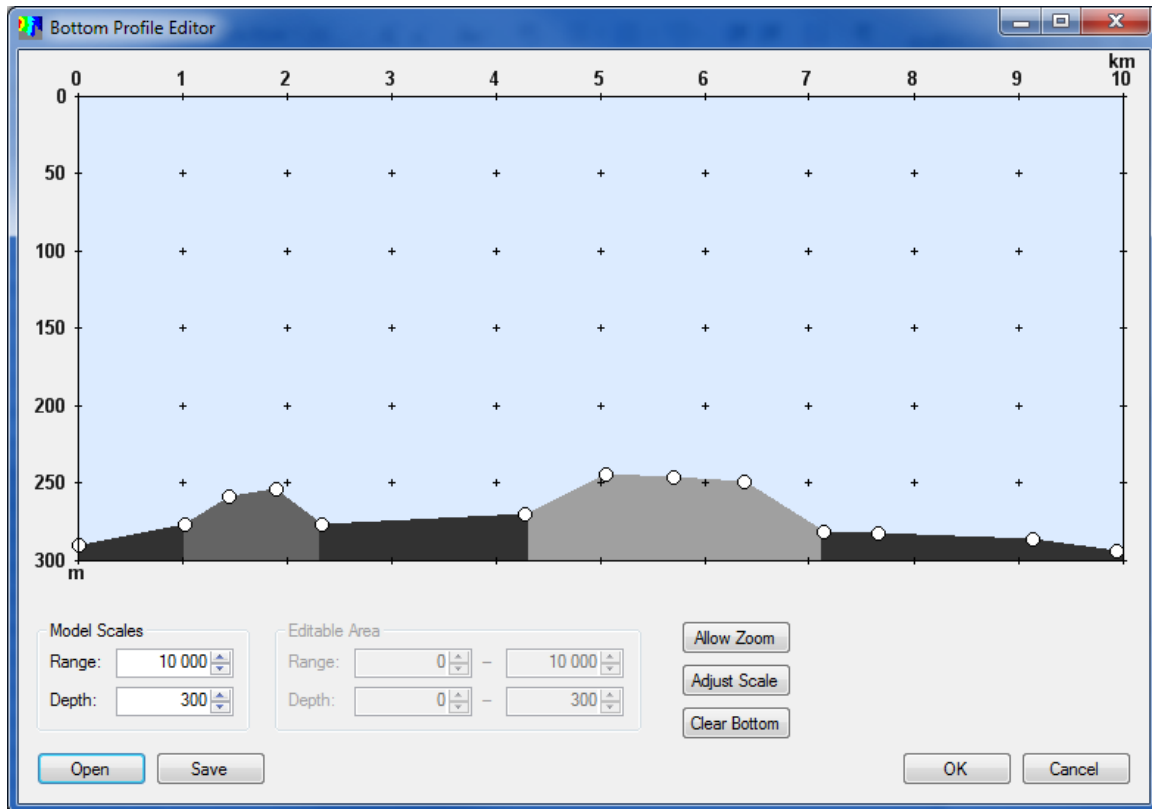 Bottom Profile Editor
km
0 1 2 3 4 5 6 7 8 9 10
0
50
100
150
200
250
300
m
Model Scales
Range: 10 000
Depth: 300
Editable Area
Range: 0 – 10 000
Depth: 0 – 300
Allow Zoom
Adjust Scale
Clear Bottom
Open Save OK Cancel